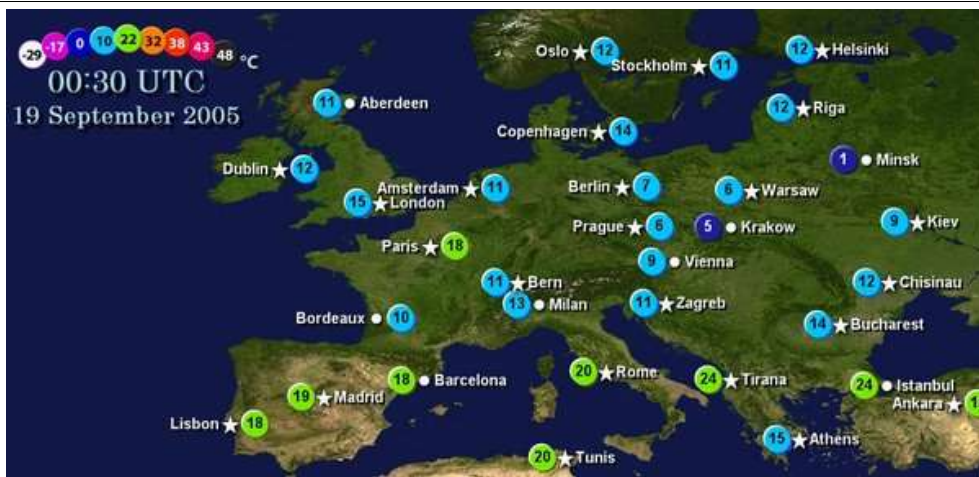 -29 -17 0 10 22 32 38 43 48 °C
00:30 UTC
19 September 2005
Oslo 12
12 Helsinki
Stockholm 11
11 Aberdeen
12 Riga
Copenhagen 14
1 Minsk
Dublin 12
Amsterdam 11
Berlin 7
6 Warsaw
15 London
9 Kiev
Prague 6
5 Krakow
Paris 18
9 Vienna
11 Bern
12 Chisinau
13 Milan
11 Zagreb
Bordeaux 10
14 Bucharest
20 Rome
24 Tirana
18 Barcelona
24 Istanbul
19 Madrid
Ankara
Lisbon 18
15 Athens
20 Tunis